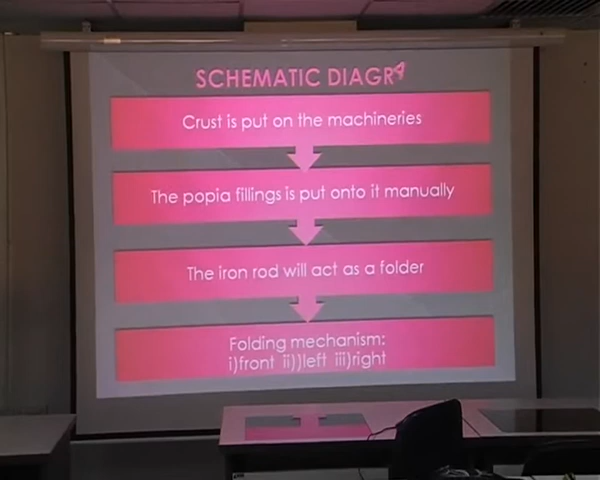 SCHEMATIC DIAGRA
Crust is put on the machineries
The popia fillings is put onto it manually
The iron rod will act as a folder
Folding mechanism:
i)front ii))left iii)right